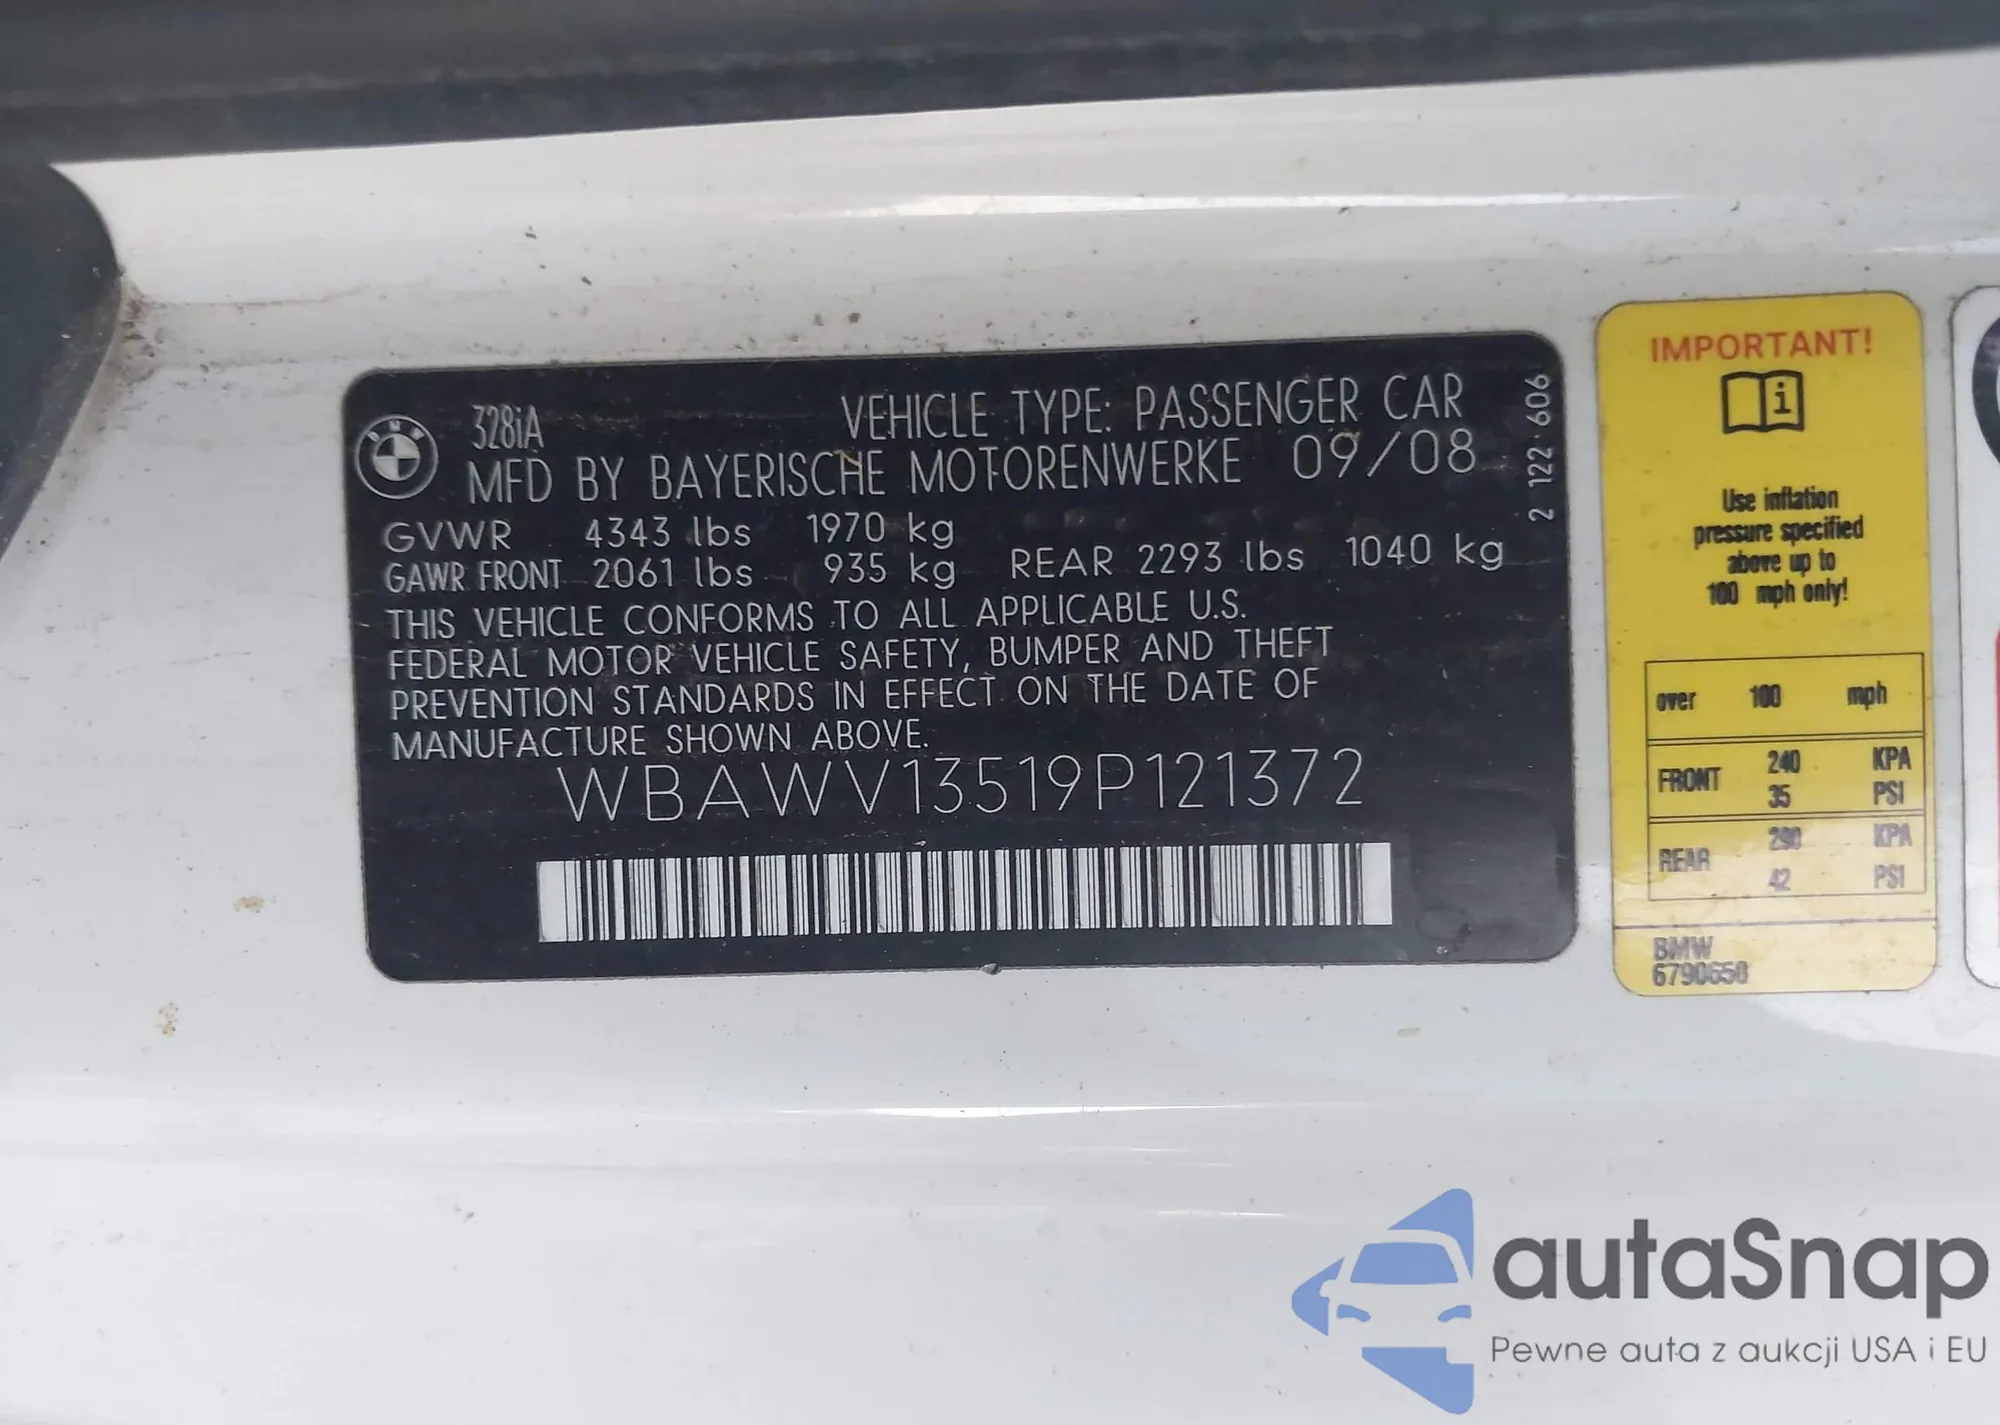 BMW
328iA
VEHICLE TYPE: PASSENGER CAR
MFD BY BAYERISCHE MOTORENWERKE 09/08
GVWR 4343 lbs 1970 kg
GAWR FRONT 2061 lbs 935 kg REAR 2293 lbs 1040 kg
THIS VEHICLE CONFORMS TO ALL APPLICABLE U.S.
FEDERAL MOTOR VEHICLE SAFETY, BUMPER AND THEFT
PREVENTION STANDARDS IN EFFECT ON THE DATE OF
MANUFACTURE SHOWN ABOVE.
WBAWV13519P121372
2 122 606
IMPORTANT!
i
Use inflation
pressure specified
above up to
100 mph only!
over 100 mph
FRONT 240 KPA
35 PSI
REAR 290 KPA
42 PSI
BMW
6790650
autaSnap
Pewne auta z aukcji USA i EU